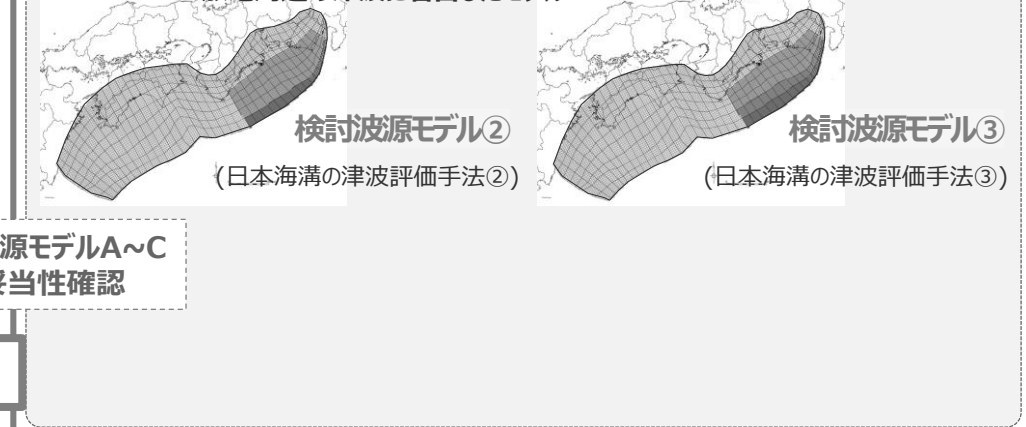 検討波源モデル②
検討波源モデル③
(日本海溝の津波評価手法②)
(日本海溝の津波評価手法③)
源モデルA~C
妥当性確認